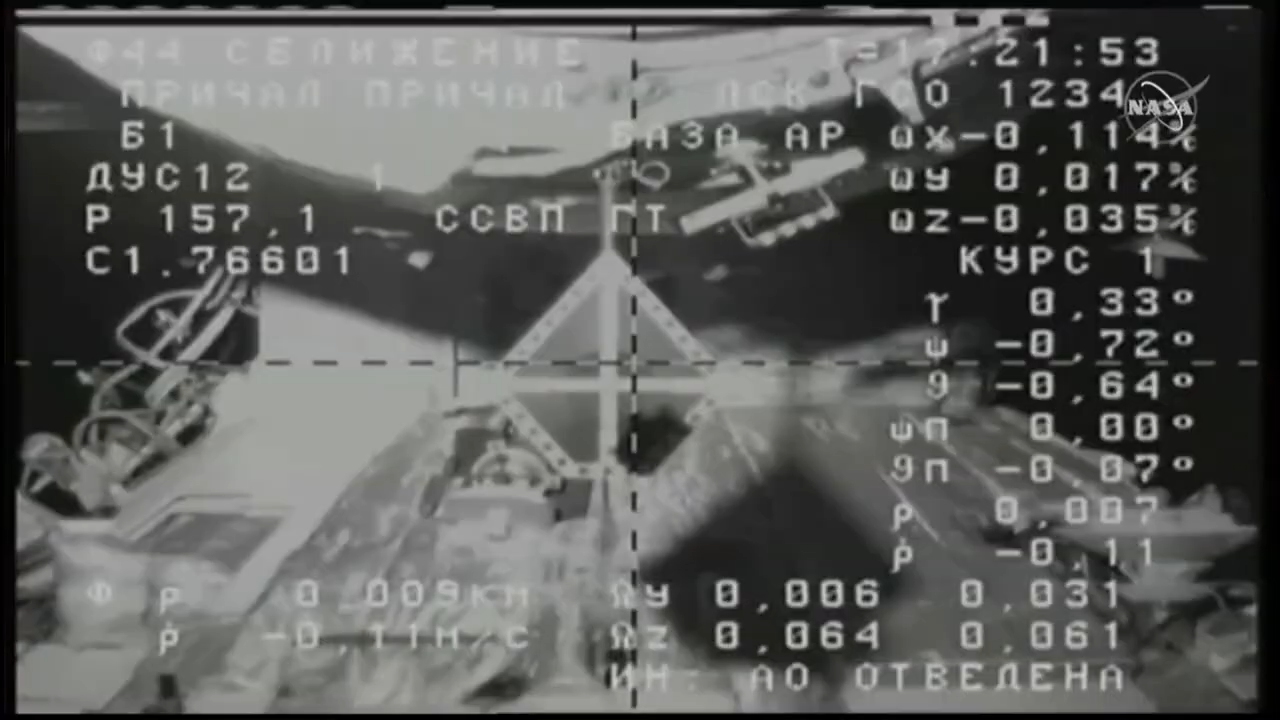 Ф44 СБЛИЖЕНИЕ T=17:21:53
ПРИЧАЛ ПРИЧАЛ ЛСК ГСО 1234
NASA
Б1 БАЗА АР ωX-0,114%
ДУС12 1 ωУ 0,017%
Р 157,1 ССВП ГТ ωZ-0,035%
С1.76601 КУРС 1
γ 0,33°
ψ -0,72°
ϑ -0,64°
ψп 0,00°
ϑп -0,07°
ρ 0,007
ρ̇ -0,11
Ф ρ 0,009КМ ΩУ 0,006 0,031
ρ̇ -0,11М/С ΩZ 0,064 0,061
ИН: АО ОТВЕДЕНА